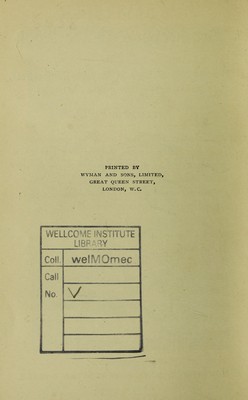 PRINTED BY
WYMAN AND SONS, LIMITED,
GREAT QUEEN STREET,
LONDON, W.C.
WELLCOME INSTITUTE
LIBRARY
Coll. welMOmec
Call
No. V